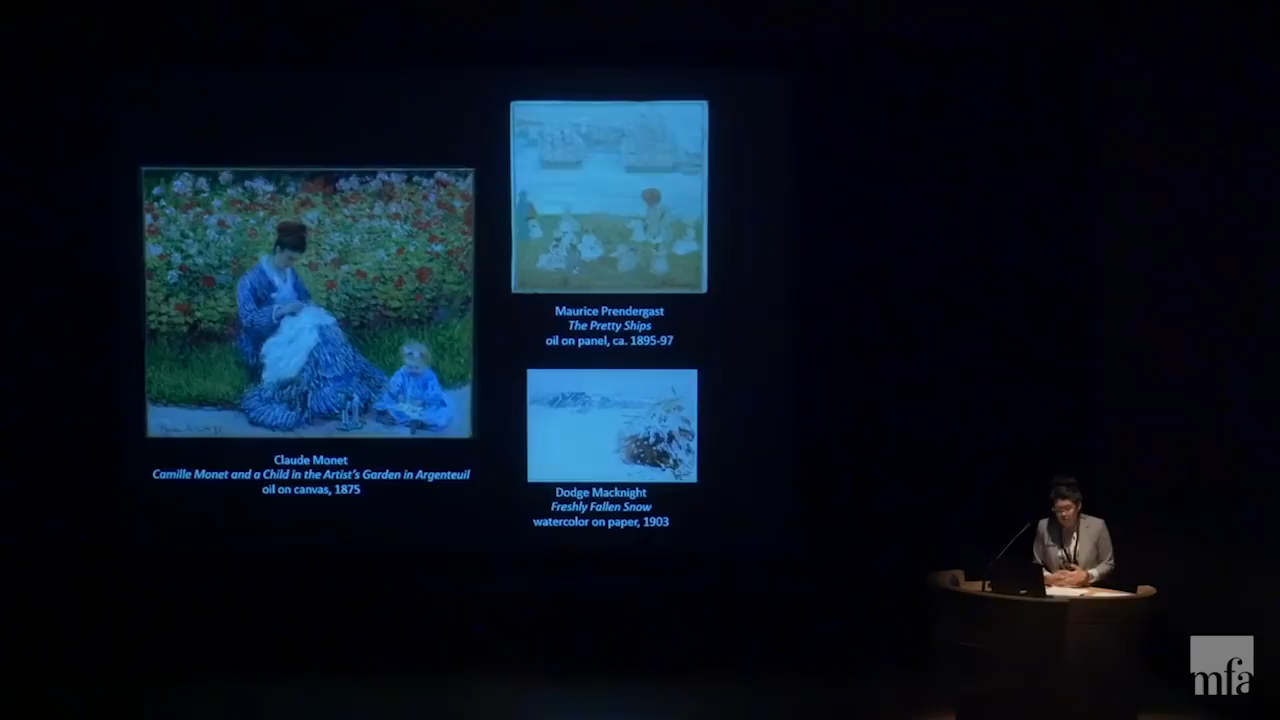 Claude Monet
Camille Monet and a Child in the Artist's Garden in Argenteuil
oil on canvas, 1875
Maurice Prendergast
The Pretty Ships
oil on panel, ca. 1895-97
Dodge Macknight
Freshly Fallen Snow
watercolor on paper, 1903
mfa